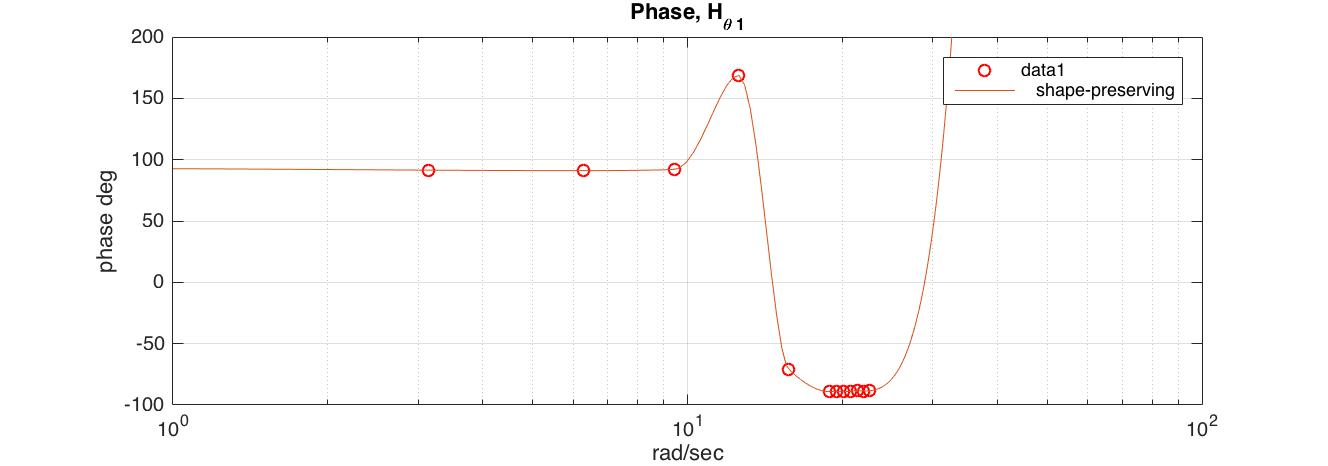 Phase, H_θ1
200
150
100
50
0
-50
-100
phase deg
10^0
10^1
10^2
rad/sec
data1
shape-preserving